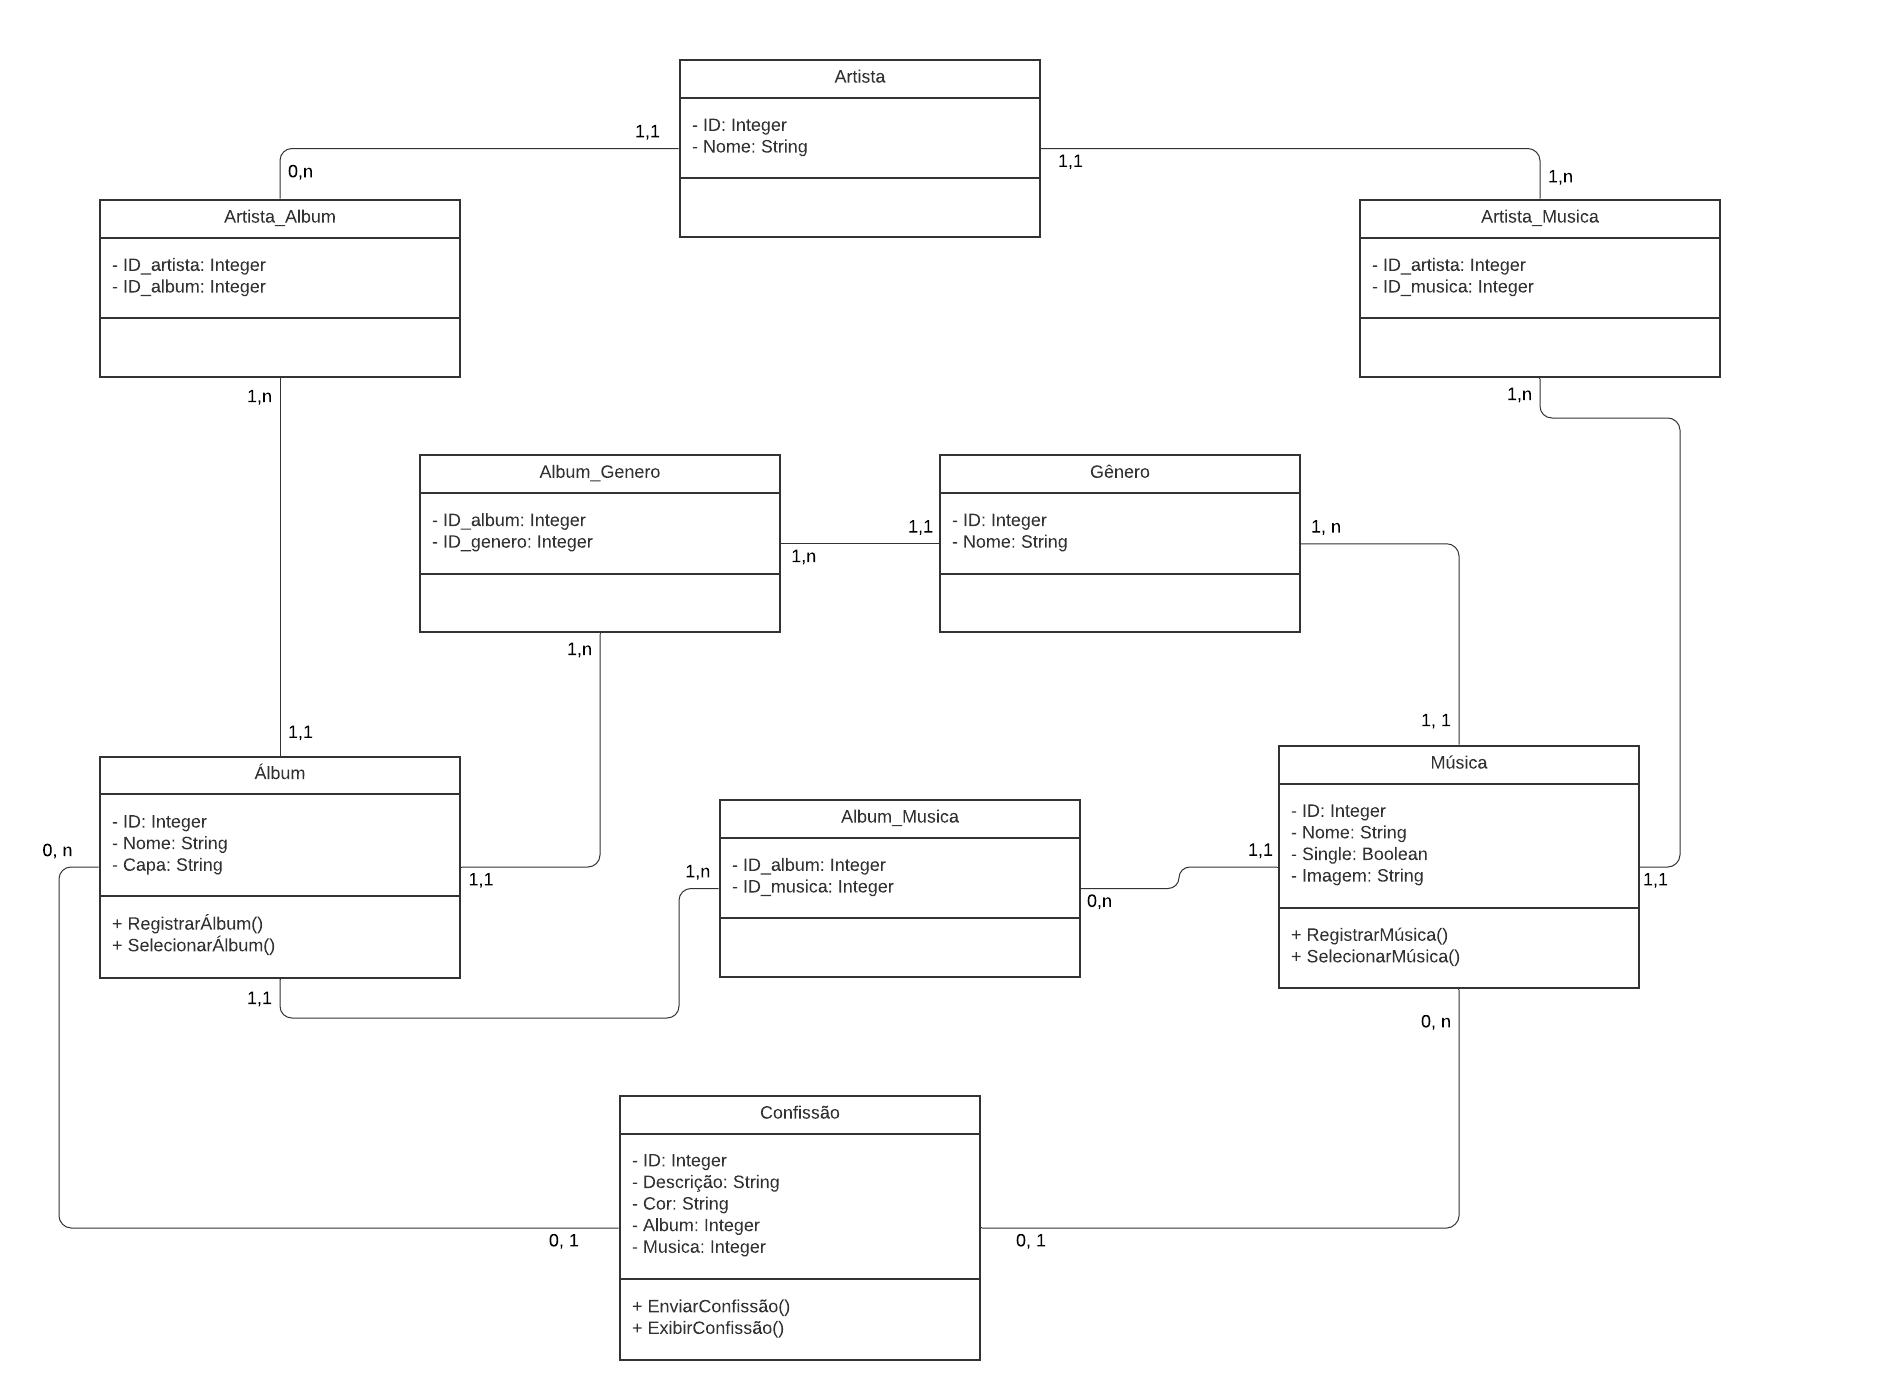 Artista
- ID: Integer
- Nome: String
1,1
1,1
0,n
1,n
Artista_Album
- ID_artista: Integer
- ID_album: Integer
1,n
Artista_Musica
- ID_artista: Integer
- ID_musica: Integer
1,n
Album_Genero
- ID_album: Integer
- ID_genero: Integer
1,n
1,n
1,1
Gênero
- ID: Integer
- Nome: String
1, n
1,1
1, 1
Álbum
- ID: Integer
- Nome: String
- Capa: String
+ RegistrarÁlbum()
+ SelecionarÁlbum()
0, n
1,1
1,1
1,n
Album_Musica
- ID_album: Integer
- ID_musica: Integer
0,n
1,1
Música
- ID: Integer
- Nome: String
- Single: Boolean
- Imagem: String
+ RegistrarMúsica()
+ SelecionarMúsica()
1,1
0, n
Confissão
- ID: Integer
- Descrição: String
- Cor: String
- Album: Integer
- Musica: Integer
+ EnviarConfissão()
+ ExibirConfissão()
0, 1
0, 1